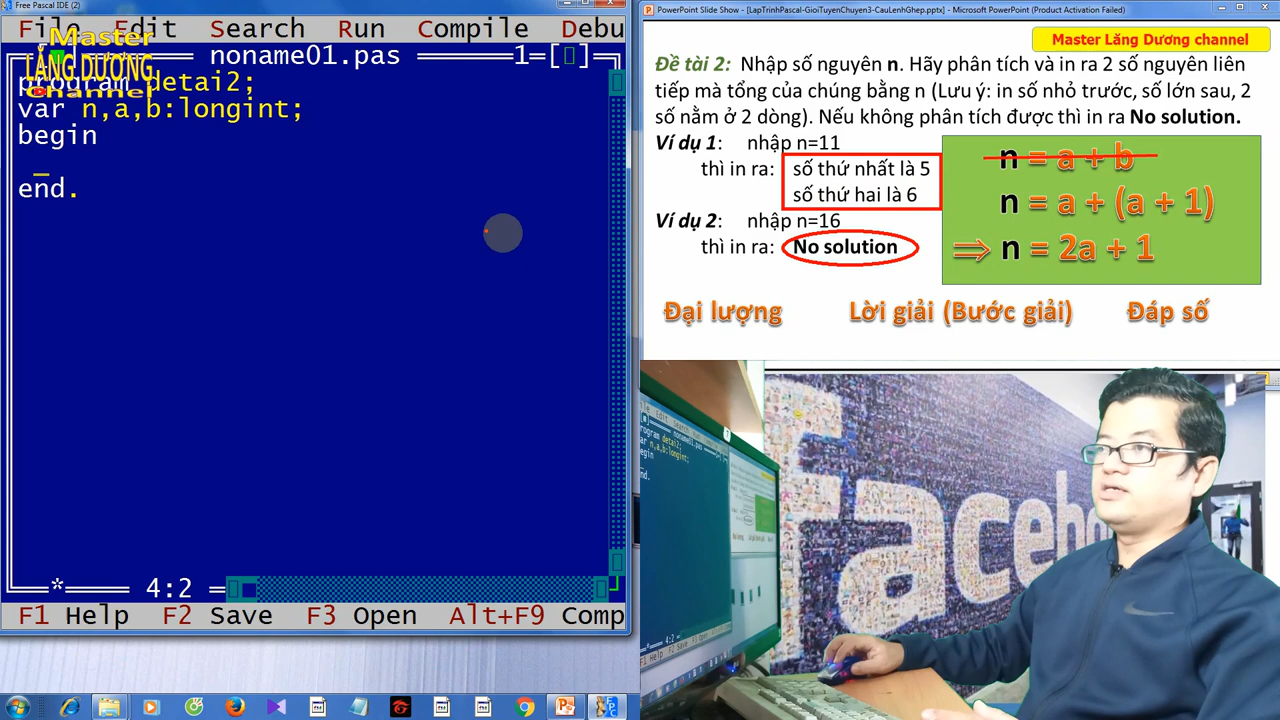 Free Pascal IDE (2)
File Edit Search Run Compile Debu
noname01.pas 1=[ ]
Master
LĂNG DƯƠNG
Channel
program detai2;
var n,a,b:longint;
begin
end.
* 4:2
F1 Help F2 Save F3 Open Alt+F9 Comp
PowerPoint Slide Show - [LapTrinhPascal-GioiTuyenChuyen3-CauLenhGhep.pptx] - Microsoft PowerPoint (Product Activation Failed)
Master Lăng Dương channel
Đề tài 2: Nhập số nguyên n. Hãy phân tích và in ra 2 số nguyên liên
tiếp mà tổng của chúng bằng n (Lưu ý: in số nhỏ trước, số lớn sau, 2
số nằm ở 2 dòng). Nếu không phân tích được thì in ra No solution.
Ví dụ 1: nhập n=11
thì in ra: số thứ nhất là 5
số thứ hai là 6
Ví dụ 2: nhập n=16
thì in ra: No solution
n = a + b
n = a + (a + 1)
⇒ n = 2a + 1
Đại lượng Lời giải (Bước giải) Đáp số
facebo